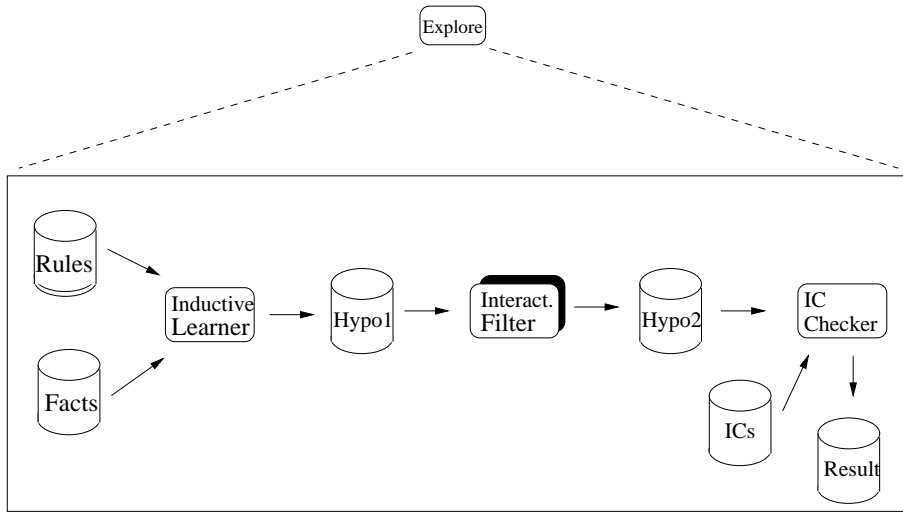 Explore
Rules
Facts
Inductive
Learner
Hypo1
Interact.
Filter
Hypo2
IC
Checker
ICs
Result